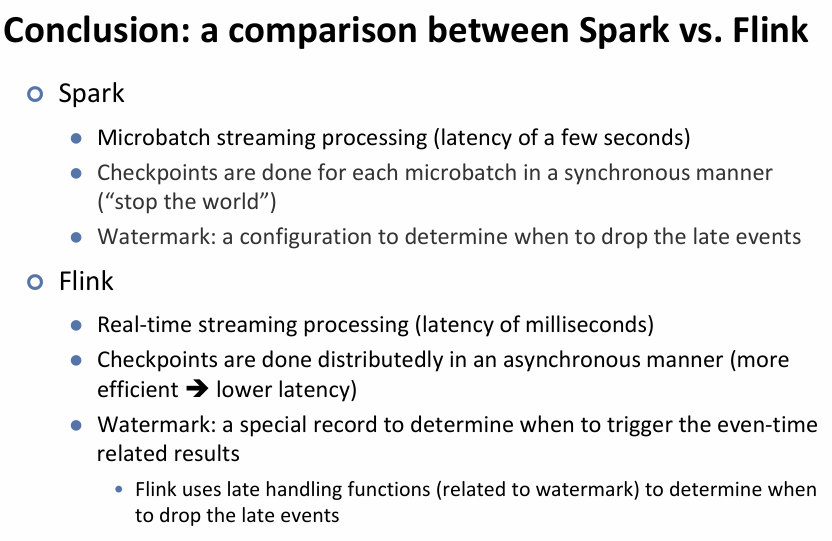 Conclusion: a comparison between Spark vs. Flink
Spark
Microbatch streaming processing (latency of a few seconds)
Checkpoints are done for each microbatch in a synchronous manner
(“stop the world”)
Watermark: a configuration to determine when to drop the late events
Flink
Real-time streaming processing (latency of milliseconds)
Checkpoints are done distributedly in an asynchronous manner (more
efficient ➔ lower latency)
Watermark: a special record to determine when to trigger the even-time
related results
Flink uses late handling functions (related to watermark) to determine when
to drop the late events